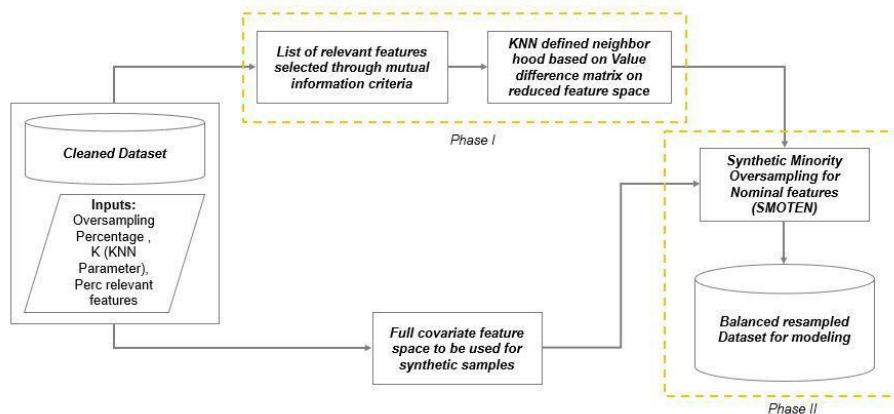 List of relevant features
selected through mutual
information criteria
KNN defined neighbor
hood based on Value
difference matrix on
reduced feature space
Phase I
Cleaned Dataset
Inputs:
Oversampling
Percentage ,
K (KNN
Parameter),
Perc relevant
features
Synthetic Minority
Oversampling for
Nominal features
(SMOTEN)
Full covariate feature
space to be used for
synthetic samples
Balanced resampled
Dataset for modeling
Phase II